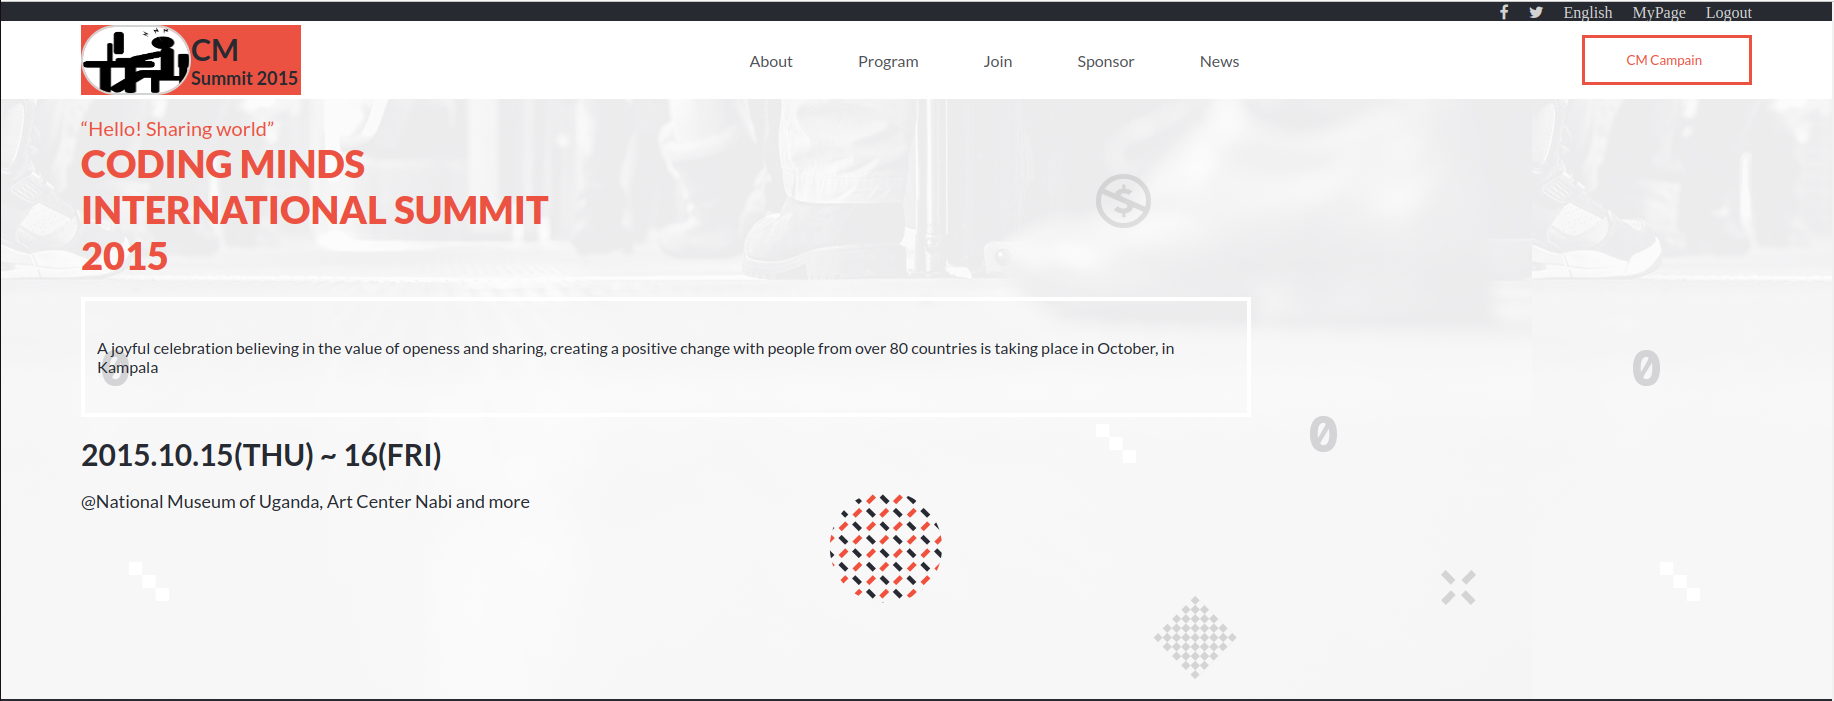 English MyPage Logout
CM
Summit 2015
About Program Join Sponsor News
CM Campain
“Hello! Sharing world”
CODING MINDS
INTERNATIONAL SUMMIT
2015
A joyful celebration believing in the value of openess and sharing, creating a positive change with people from over 80 countries is taking place in October, in
Kampala
2015.10.15(THU) ~ 16(FRI)
@National Museum of Uganda, Art Center Nabi and more